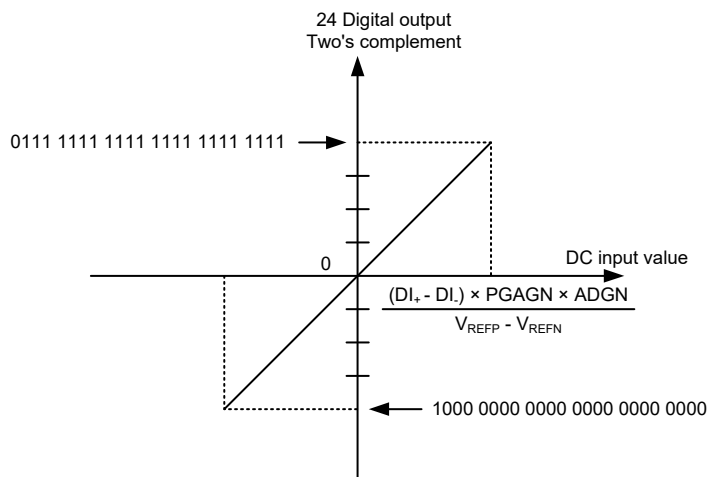 24 Digital output
Two's complement
0111 1111 1111 1111 1111 1111
0
DC input value
(DI+ - DI-) × PGAGN × ADGN
VREFP - VREFN
1000 0000 0000 0000 0000 0000